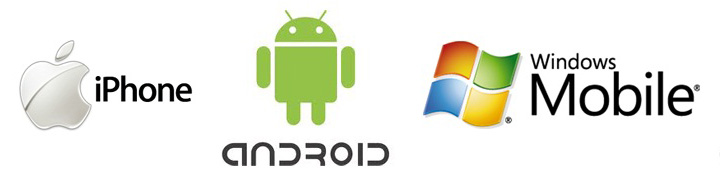 iPhone
ANDROID
Windows
Mobile®
®